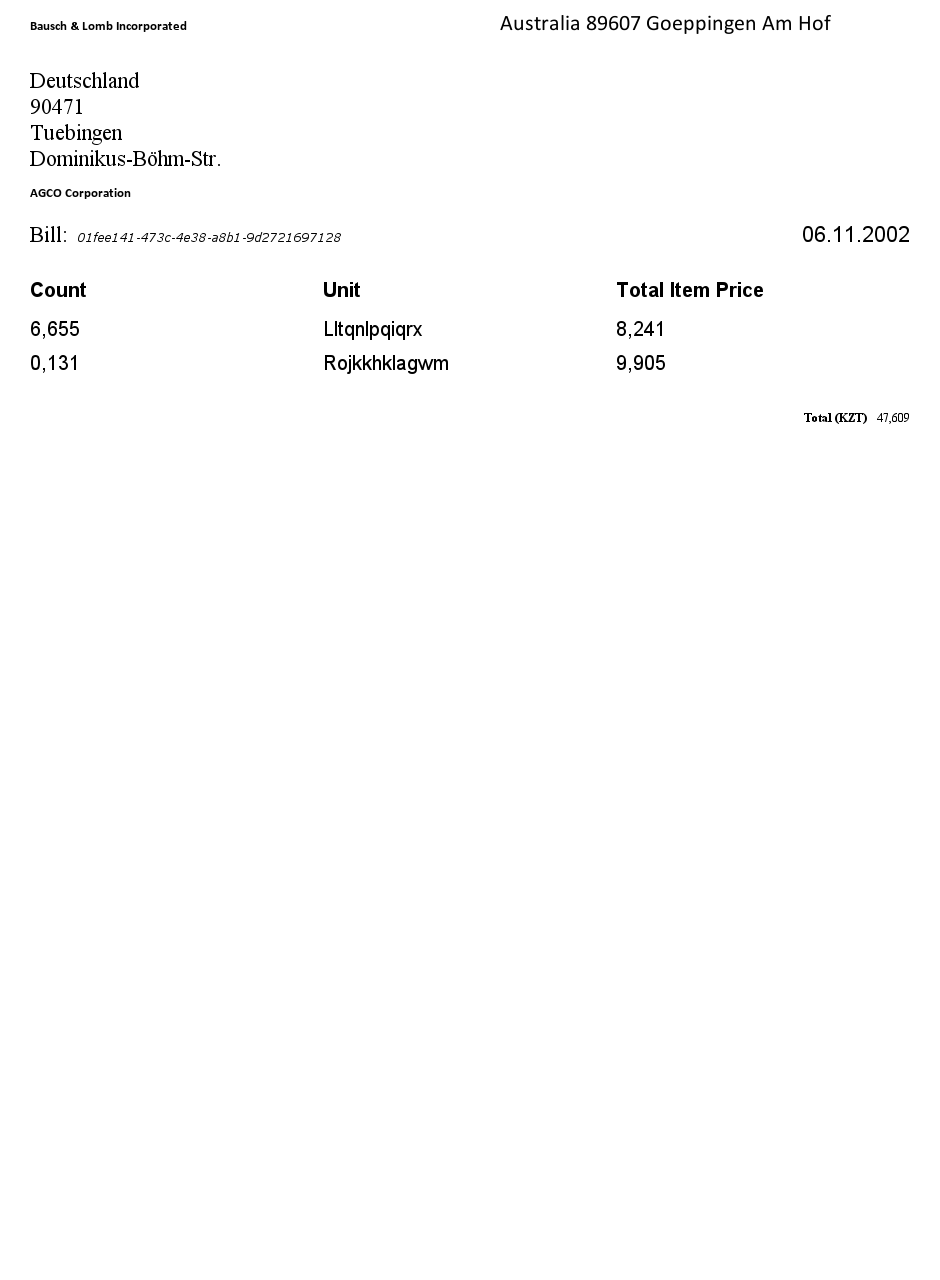 Bausch & Lomb Incorporated
Australia 89607 Goeppingen Am Hof
Deutschland
90471
Tuebingen
Dominikus-Böhm-Str.
AGCO Corporation
Bill: 01fee141-473c-4e38-a8b1-9d2721697128 06.11.2002
Count Unit Total Item Price
6,655 Lltqnlpqiqrx 8,241
0,131 Rojkkhklagwm 9,905
Total (KZT) 47,609